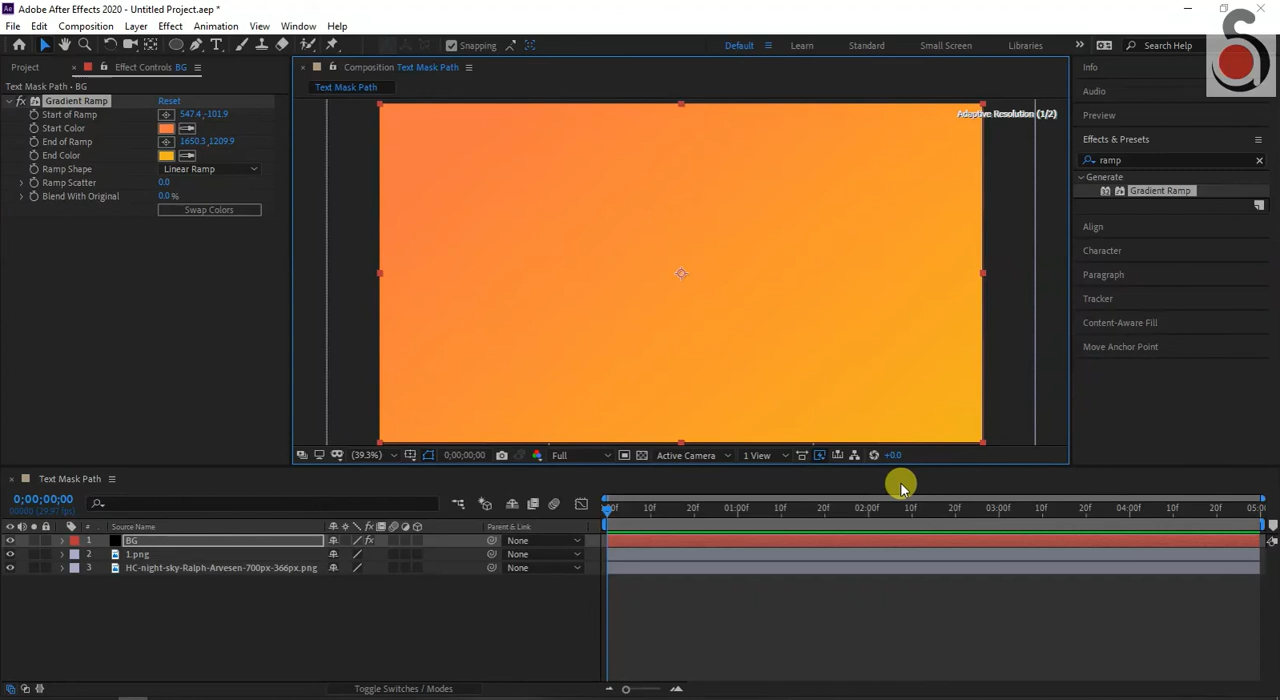 Adobe After Effects 2020 - Untitled Project.aep *
File Edit Composition Layer Effect Animation View Window Help
Snapping Default Learn Standard Small Screen Libraries Search Help
Project Effect Controls BG
Composition Text Mask Path
Info
Text Mask Path • BG
Text Mask Path
Audio
Gradient Ramp Reset
Start of Ramp 547.4,-101.9
Adaptive Resolution (1/2)
Preview
Start Color
End of Ramp 1650.3,1209.9
Effects & Presets
End Color
ramp
Ramp Shape Linear Ramp
Generate
Ramp Scatter 0.0
Gradient Ramp
Blend With Original 0.0 %
Swap Colors
Align
Character
Paragraph
Tracker
Content-Aware Fill
Move Anchor Point
(39.3%) 0;00;00;00 Full Active Camera 1 View +0.0
Text Mask Path
0;00;00;00
00000 (29.97 fps)
10f 20f 01:00f 10f 20f 02:00f 10f 20f 03:00f 10f 20f 04:00f 10f 20f
# Source Name Parent & Link
1 BG None
2 1.png None
3 HC-night-sky-Ralph-Arvesen-700px-366px.png None
Toggle Switches / Modes